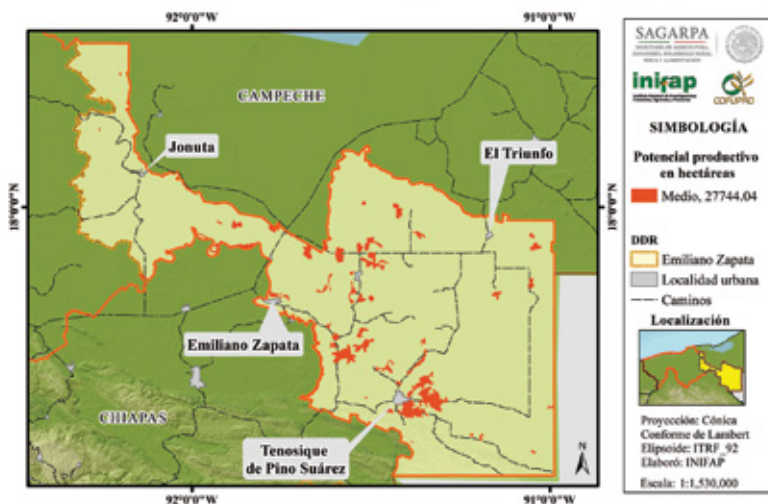 92°0'0"W
91°0'0"W
18°0'0"N
CAMPECHE
Jonuta
El Triunfo
Emiliano Zapata
CHIAPAS
Tenosique
de Pino Suárez
N
18°0'0"N
92°0'0"W
91°0'0"W
SAGARPA
inifap
COFUPRO
SIMBOLOGÍA
Potencial productivo
en hectáreas
Medio, 27744.04
DDR
Emiliano Zapata
Localidad urbana
Caminos
Localización
Proyección: Cónica
Conforme de Lambert
Elipsoide: ITRF_92
Elaboró: INIFAP
Escala: 1:1,530,000